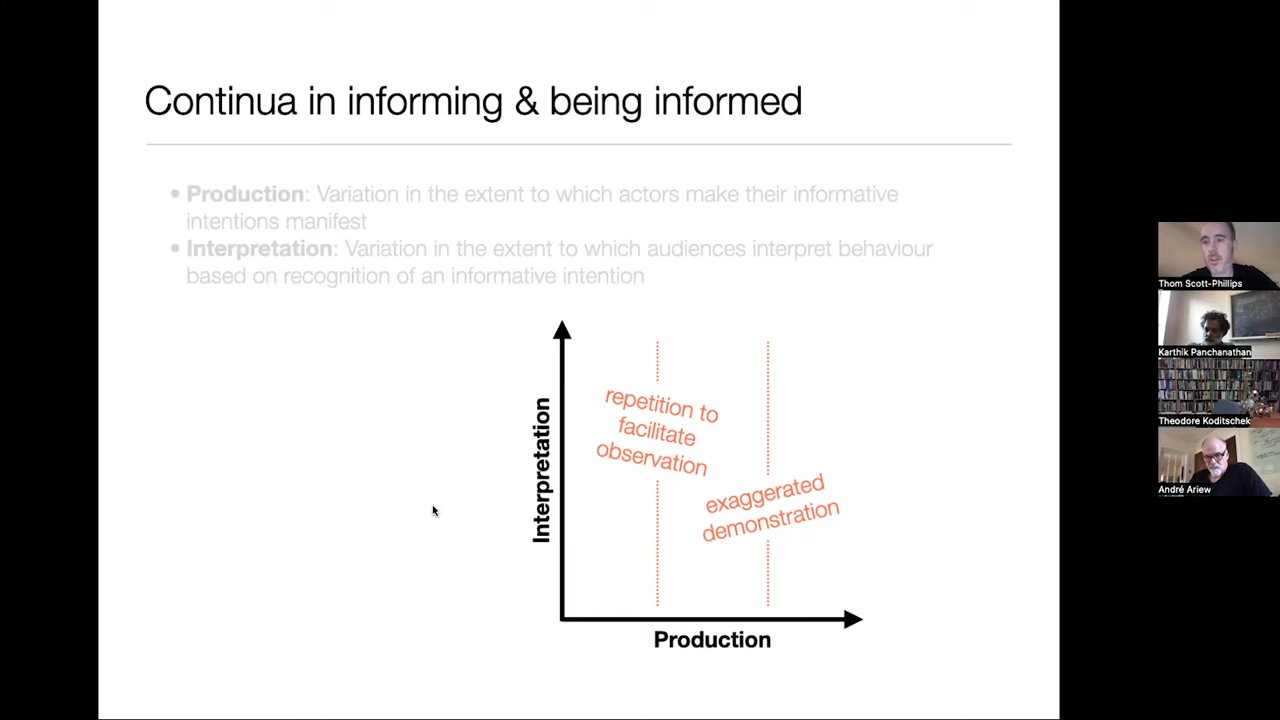 Continua in informing & being informed
• Production: Variation in the extent to which actors make their informative
intentions manifest
• Interpretation: Variation in the extent to which audiences interpret behaviour
based on recognition of an informative intention
Interpretation
repetition to
facilitate
observation
exaggerated
demonstration
Production
Thom Scott-Phillips
Karthik Panchanathan
Theodore Koditschek
André Ariew